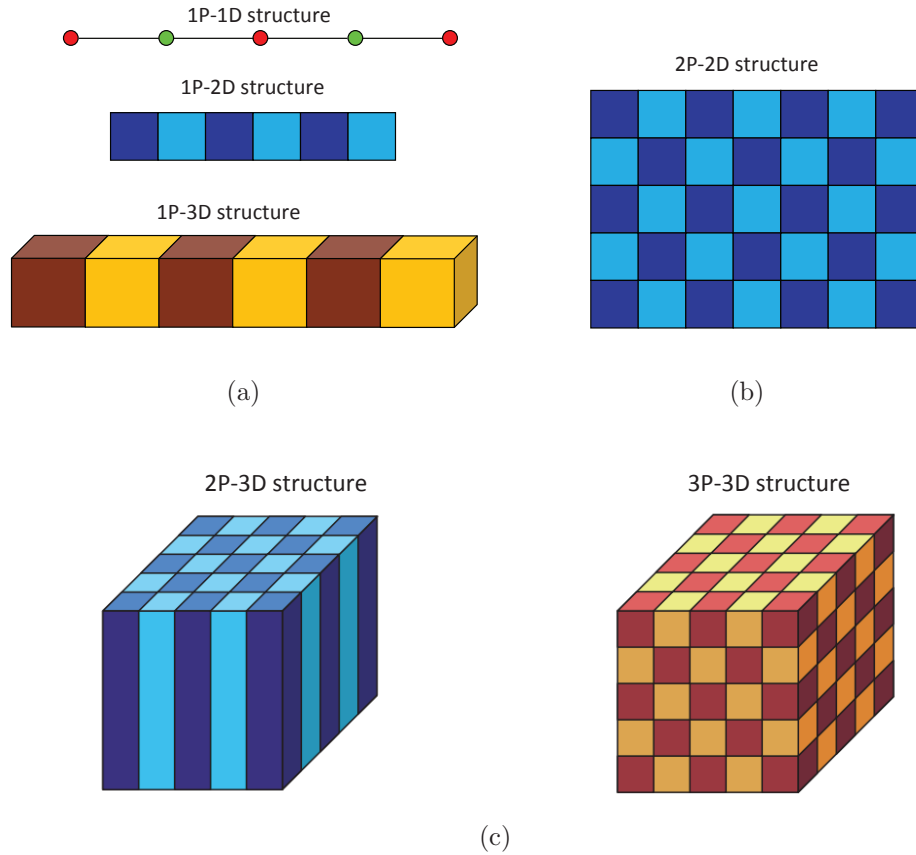 1P-1D structure
1P-2D structure
1P-3D structure
(a)
2P-2D structure
(b)
2P-3D structure
3P-3D structure
(c)